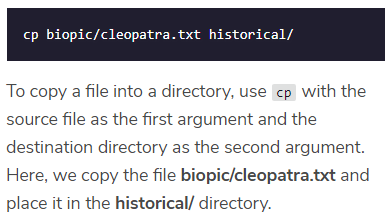 cp biopic/cleopatra.txt historical/
To copy a file into a directory, use cp with the
source file as the first argument and the
destination directory as the second argument.
Here, we copy the file biopic/cleopatra.txt and
place it in the historical/ directory.